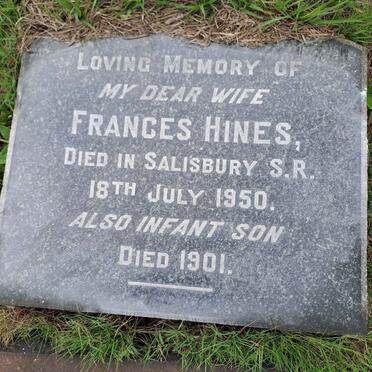 LOVING MEMORY OF
MY DEAR WIFE
FRANCES HINES,
DIED IN SALISBURY S.R.
18TH JULY 1950.
ALSO INFANT SON
DIED 1901.